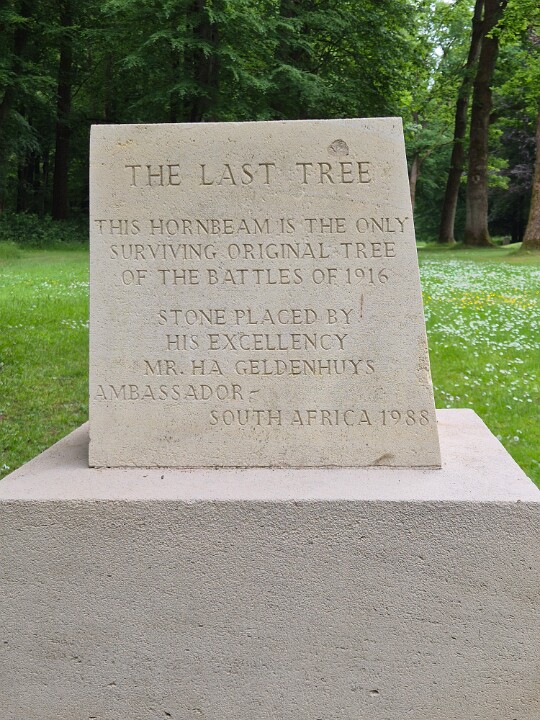 THE LAST TREE
THIS HORNBEAM IS THE ONLY
SURVIVING ORIGINAL TREE
OF THE BATTLES OF 1916
STONE PLACED BY
HIS EXCELLENCY
MR. HA GELDENHUYS
AMBASSADOR-
SOUTH AFRICA 1988